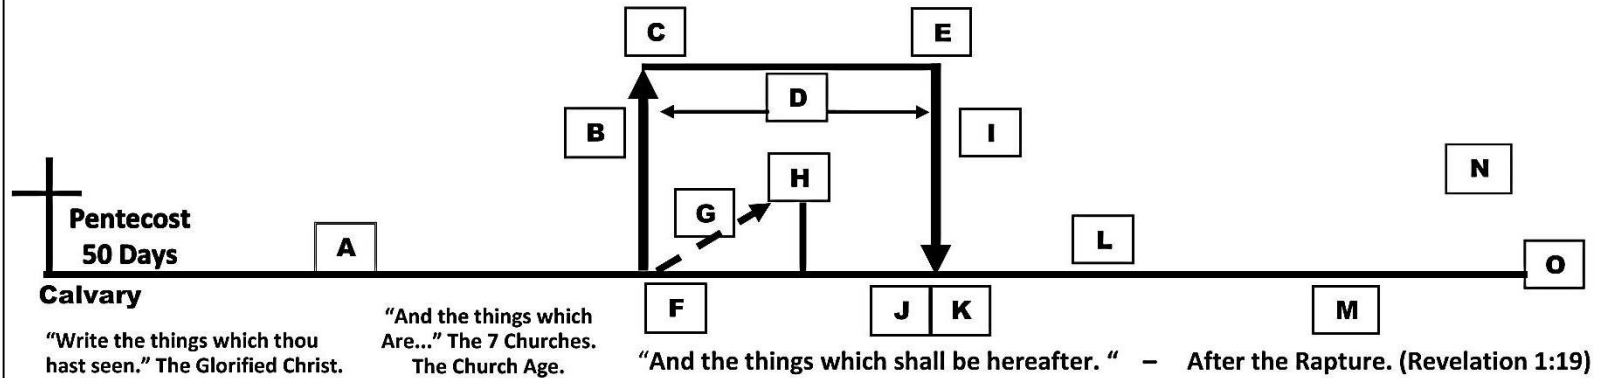 C
E
D
B
I
H
N
G
Pentecost
50 Days
A
L
O
Calvary
F
J
K
M
"And the things which
Are..." The 7 Churches.
The Church Age.
"Write the things which thou
hast seen." The Glorified Christ.
"And the things which shall be hereafter. " – After the Rapture. (Revelation 1:19)